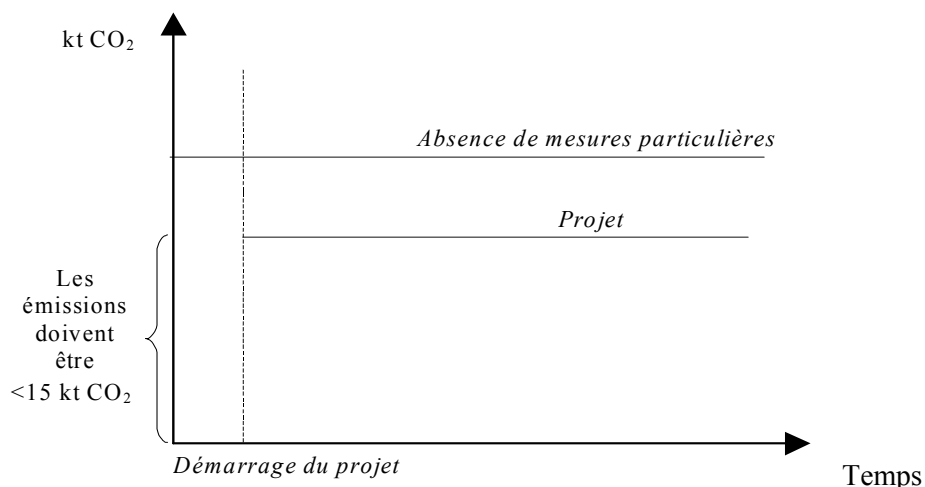 kt CO₂
Absence de mesures particulières
Projet
Les
émissions
doivent
être
<15 kt CO₂
Démarrage du projet
Temps